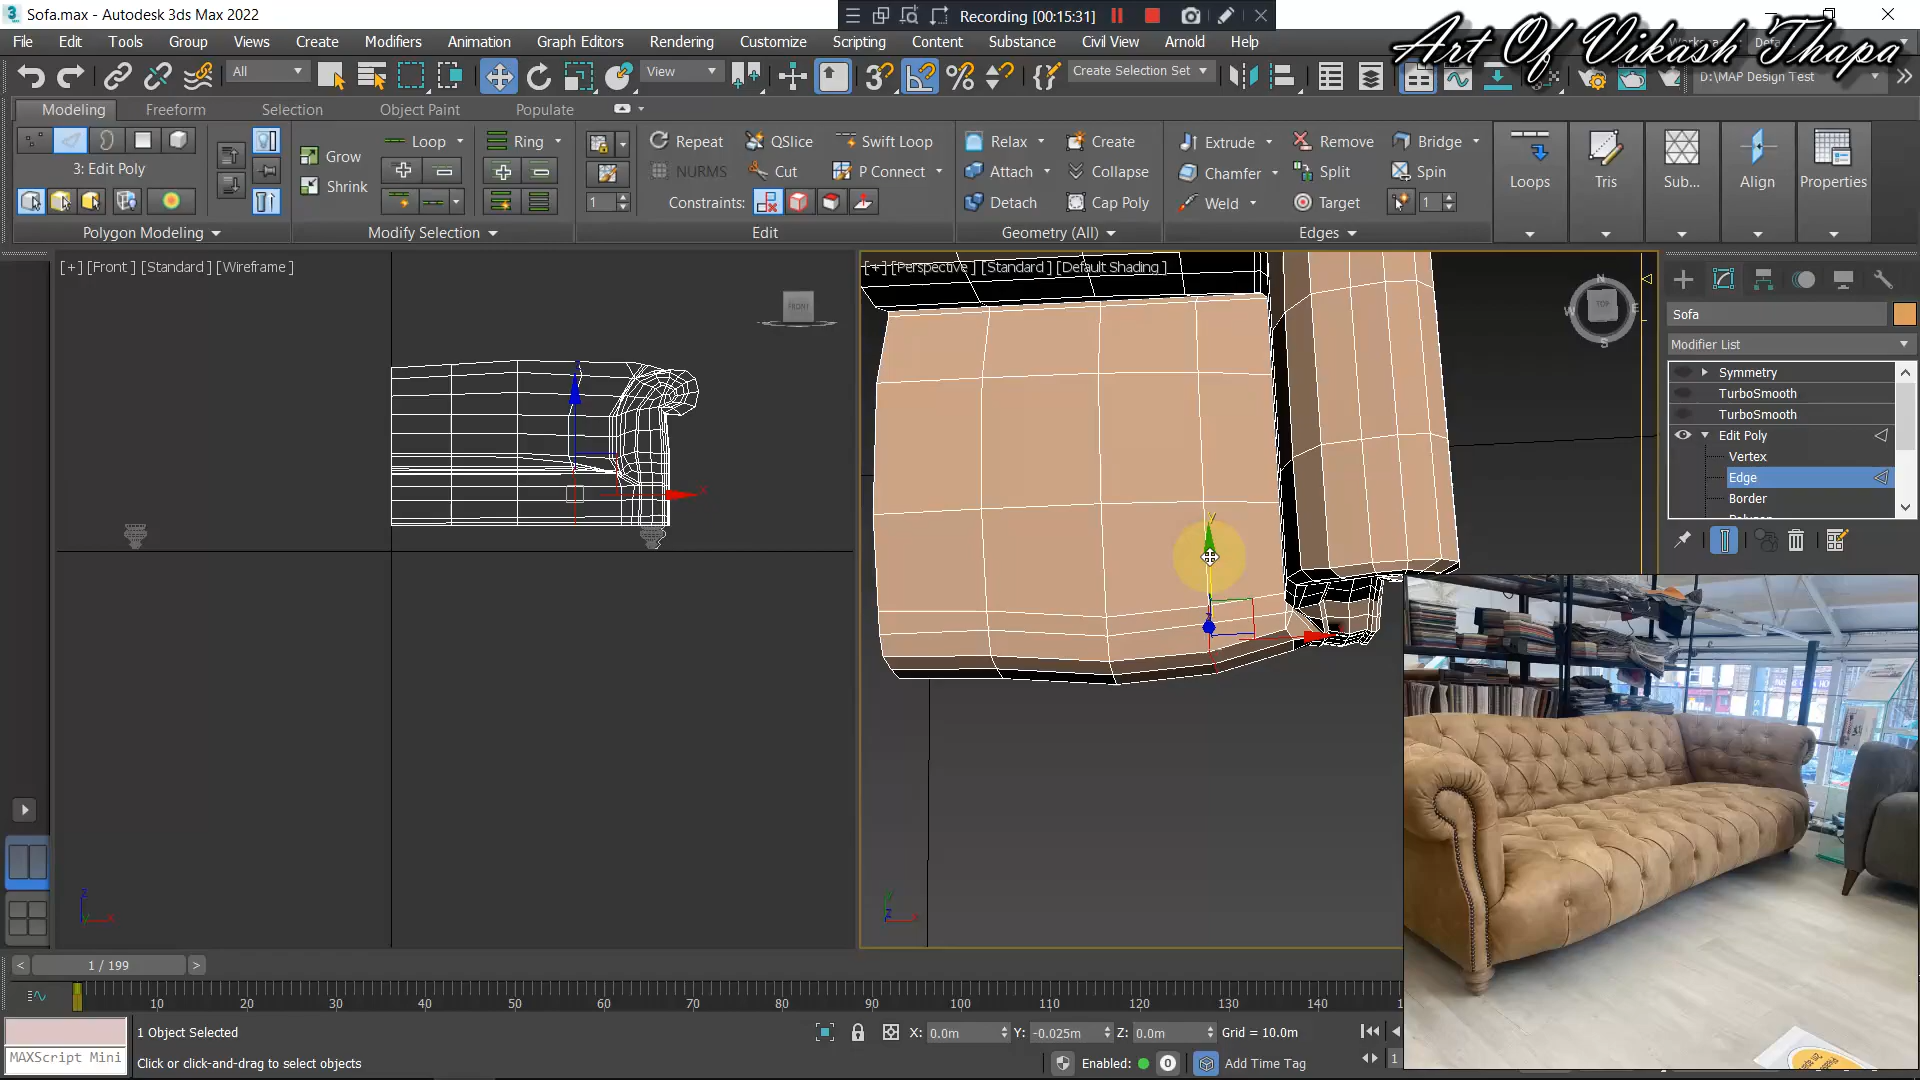 Sofa.max - Autodesk 3ds Max 2022
Recording [00:15:31]
Art Of Vikash Thapa
File Edit Tools Group Views Create Modifiers Animation Graph Editors Rendering Customize Scripting Content Substance Civil View Arnold Help
All
View
Create Selection Set
D:\MAP Design Test
Modeling Freeform Selection Object Paint Populate
Loop Ring Repeat QSlice Swift Loop Relax Create Extrude Remove Bridge
3: Edit Poly
Grow NURMS Cut P Connect Attach Collapse Chamfer Split Spin
Shrink 1 Constraints: Detach Cap Poly Weld Target 1
Loops Tris Sub... Align Properties
Polygon Modeling Modify Selection Edit Geometry (All) Edges
[+] [Front ] [Standard ] [Wireframe ]
FRONT
[+] [Perspective ] [Standard ] [Default Shading ]
N
W TOP E
S
Sofa
Modifier List
Symmetry
TurboSmooth
TurboSmooth
Edit Poly
Vertex
Edge
Border
x
y
z
x
z
x
y
z
x
1 / 199
10 20 30 40 50 60 70 80 90 100 110 120 130 140
1 Object Selected
X: 0.0m Y: -0.025m Z: 0.0m Grid = 10.0m
MAXScript Mini
Click or click-and-drag to select objects
Enabled: 0 Add Time Tag
1